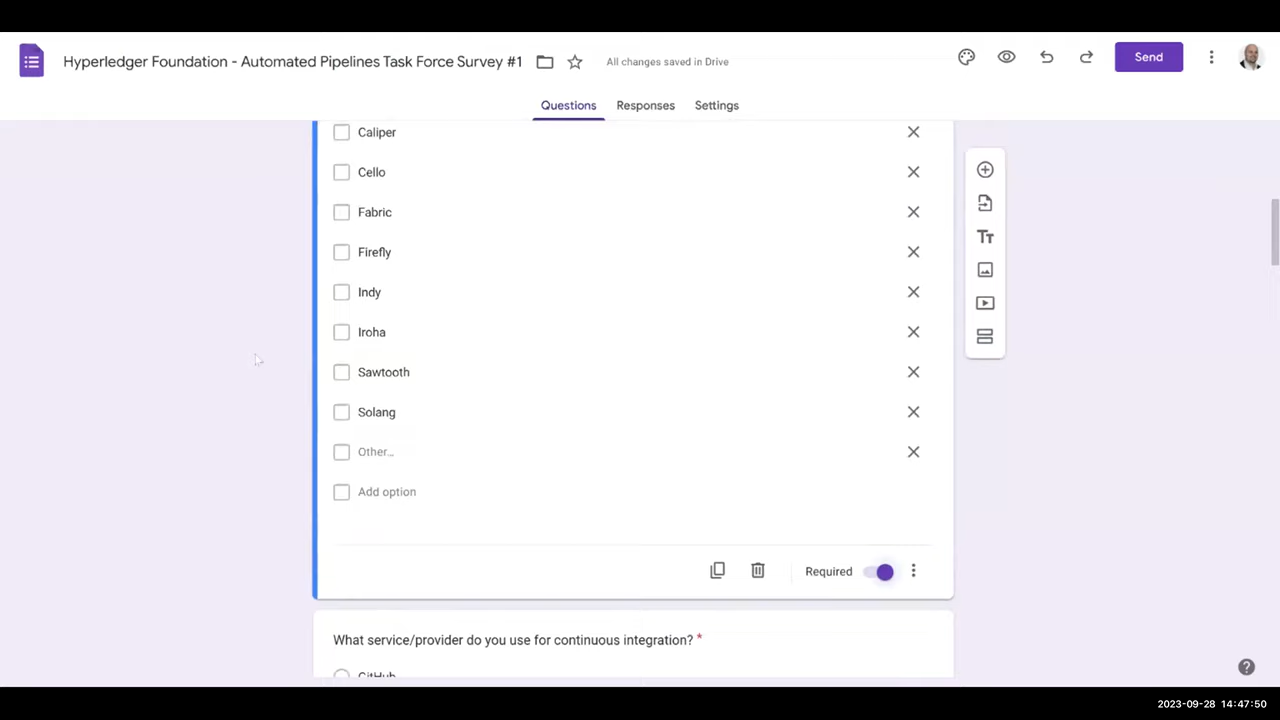 Hyperledger Foundation - Automated Pipelines Task Force Survey #1
All changes saved in Drive
Send
Questions
Responses
Settings
Caliper
Cello
Fabric
Firefly
Indy
Iroha
Sawtooth
Solang
Other...
Add option
Required
What service/provider do you use for continuous integration? *
GitHub
2023-09-28 14:47:50